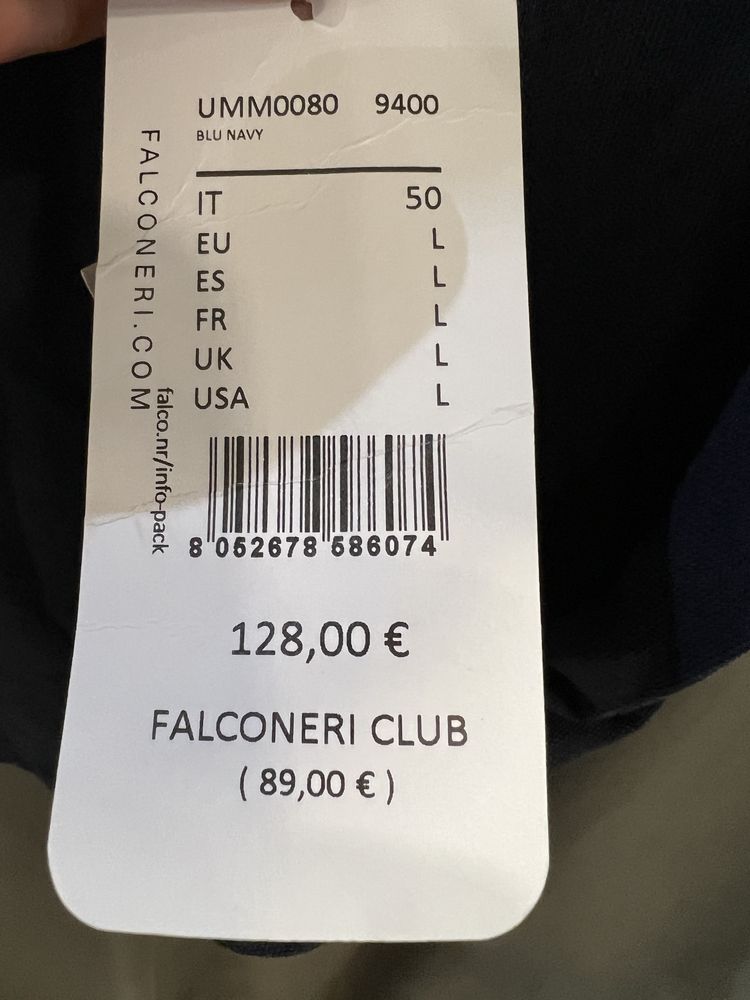 UMM0080 9400
BLU NAVY
IT 50
EU L
ES L
FR L
UK L
USA L
8 052678 586074
128,00 €
FALCONERI CLUB
( 89,00 € )
FALCONERI.COM
falco.nr/info-pack